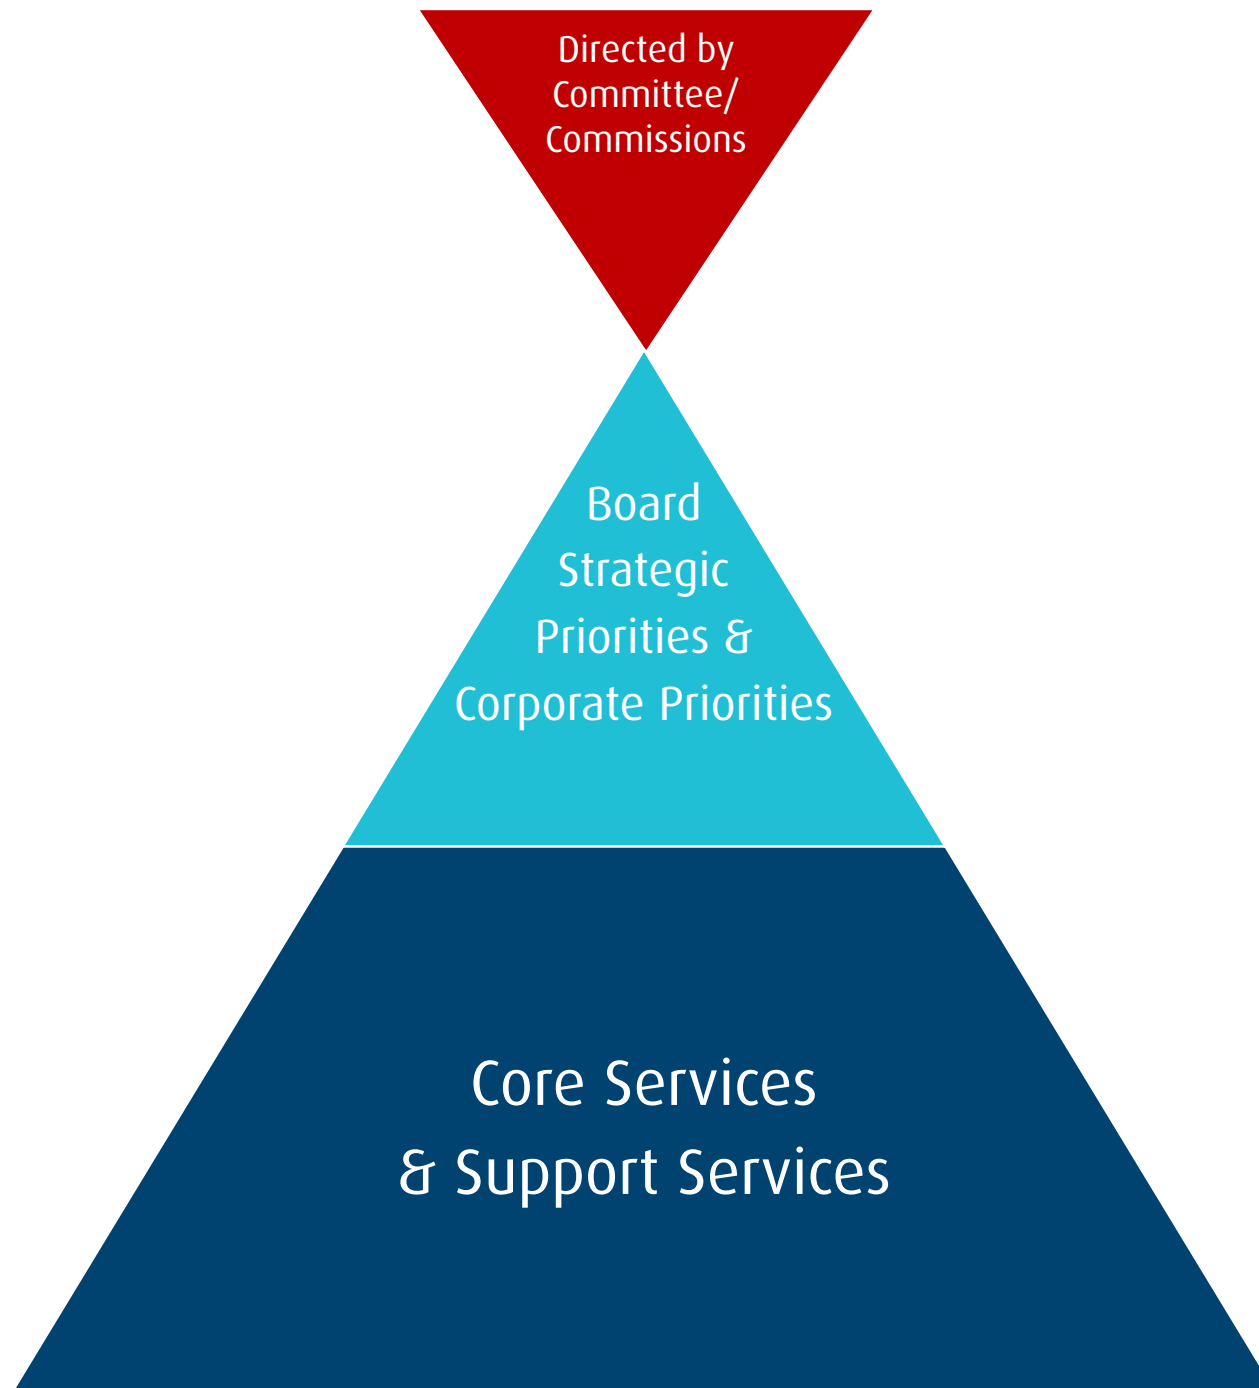 Directed by
Committee/
Commissions
Board
Strategic
Priorities &
Corporate Priorities
Core Services
& Support Services